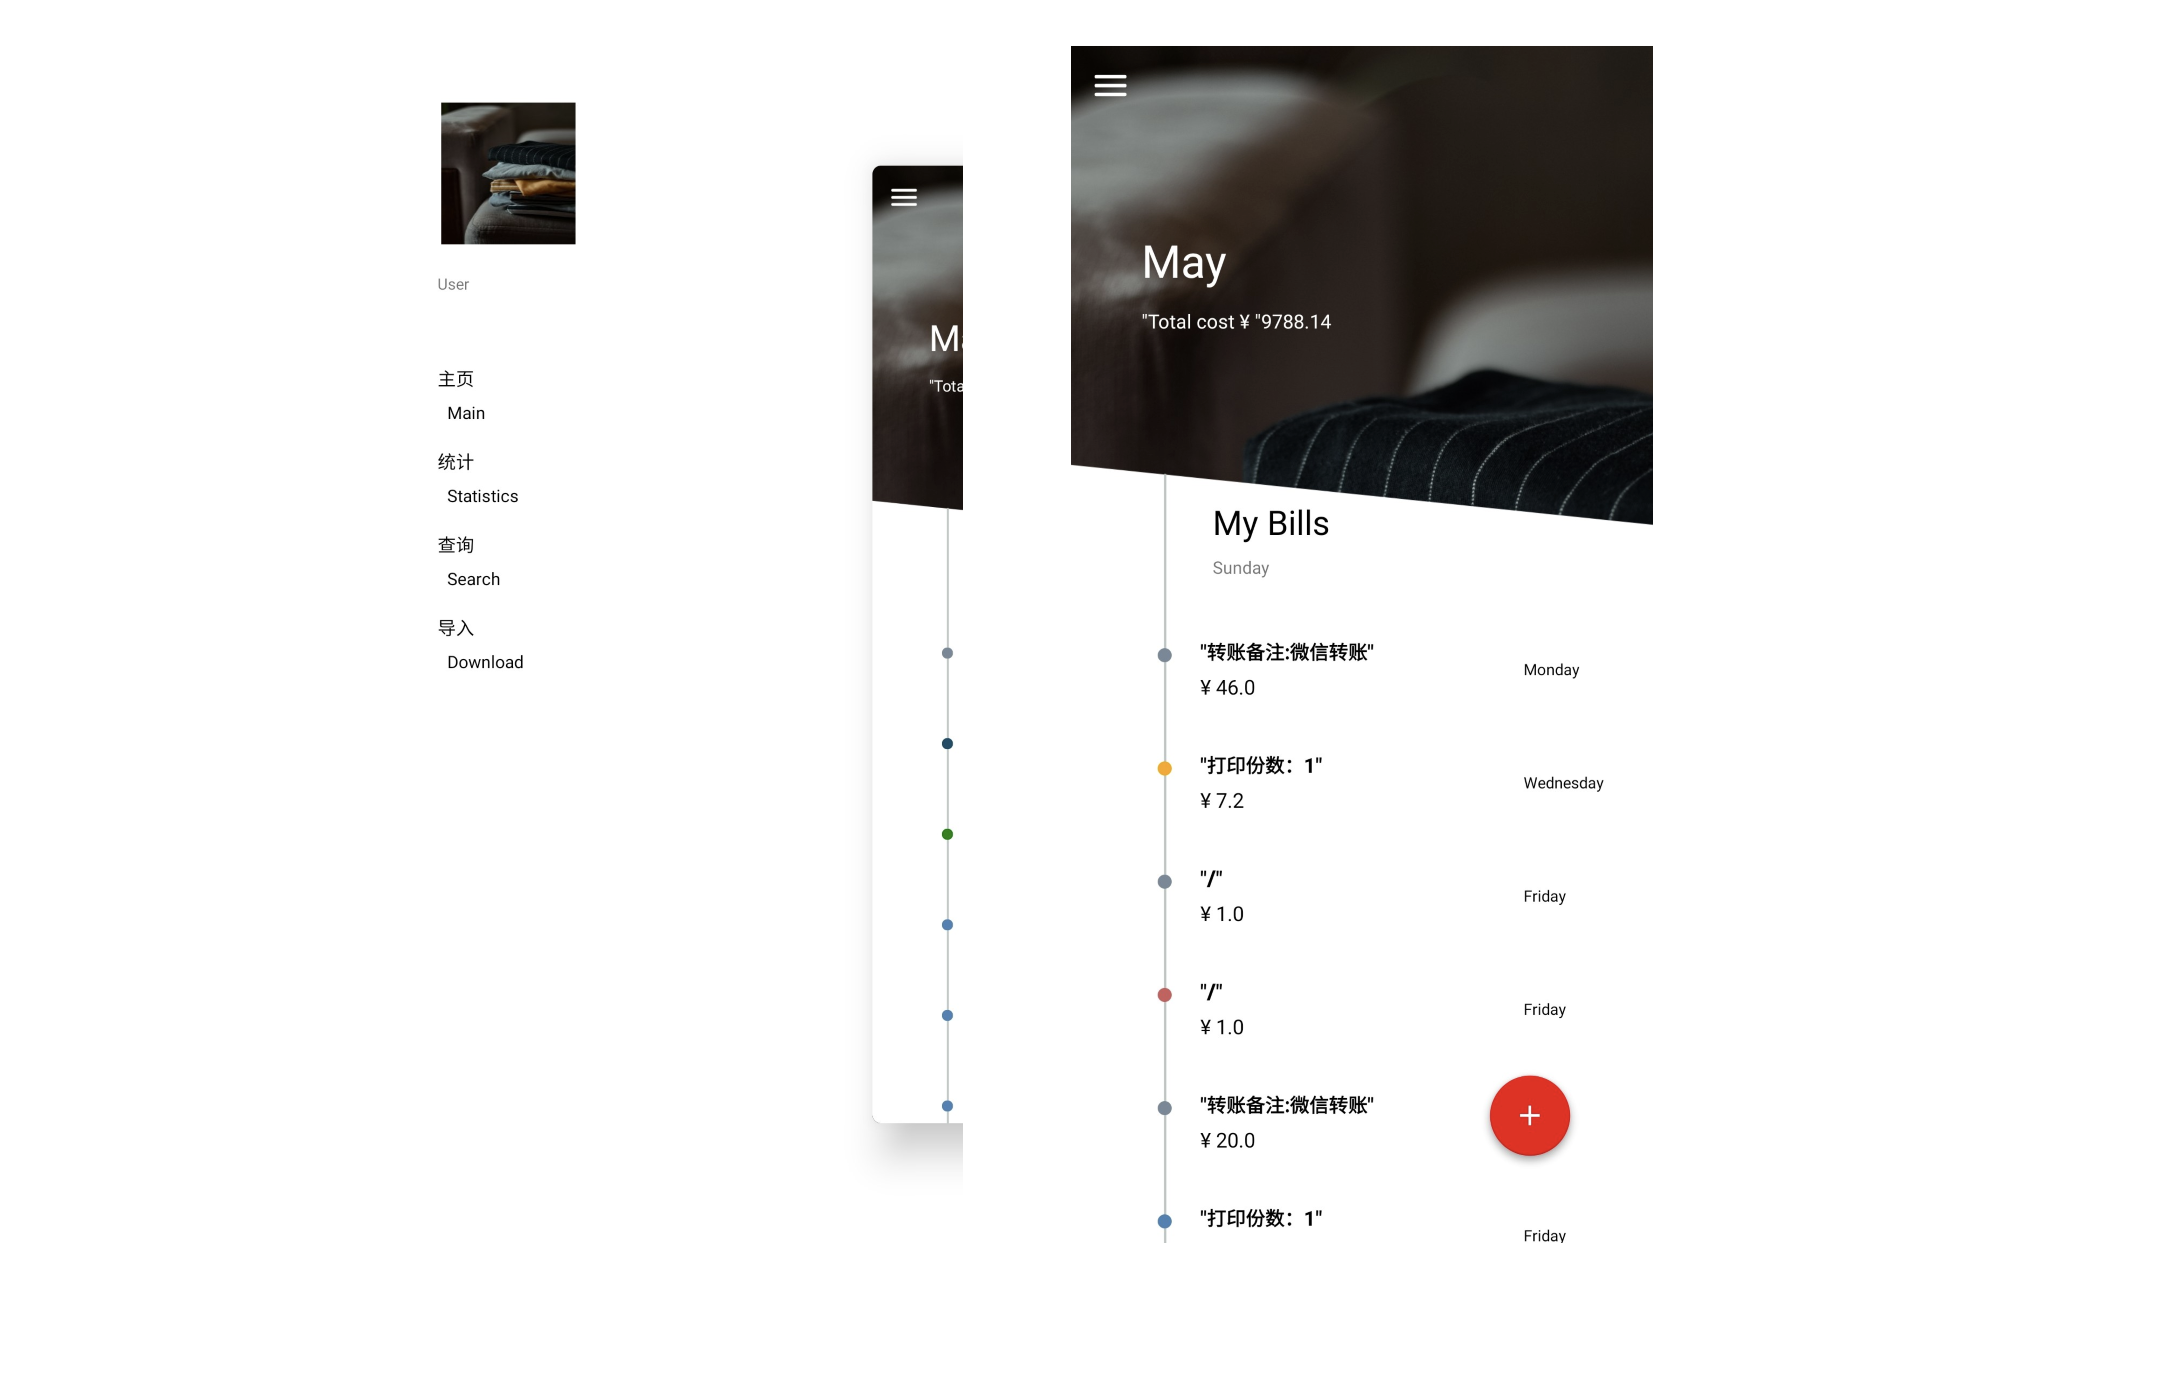 User
主页
Main
统计
Statistics
查询
Search
导入
Download
Ma
"Tota
May
"Total cost ¥ "9788.14
My Bills
Sunday
"转账备注:微信转账"
¥ 46.0
Monday
"打印份数：1"
¥ 7.2
Wednesday
"/"
¥ 1.0
Friday
"/"
¥ 1.0
Friday
"转账备注:微信转账"
¥ 20.0
"打印份数：1"
Friday